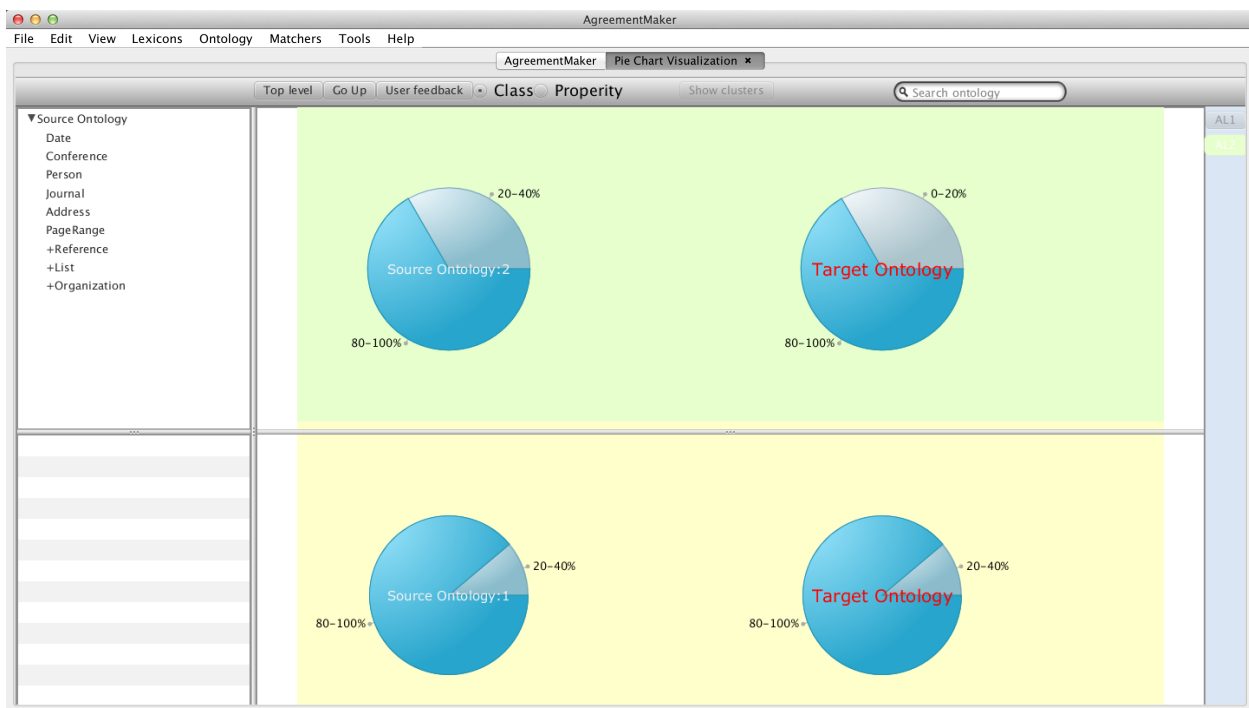 AgreementMaker
File Edit View Lexicons Ontology Matchers Tools Help
AgreementMaker Pie Chart Visualization ×
Top level Go Up User feedback Class Properity Show clusters Search ontology
Source Ontology
Date
Conference
Person
Journal
Address
PageRange
+Reference
+List
+Organization
20-40%
Source Ontology:2
80-100%
0-20%
Target Ontology
80-100%
AL1
AL2
20-40%
Source Ontology:1
80-100%
20-40%
Target Ontology
80-100%